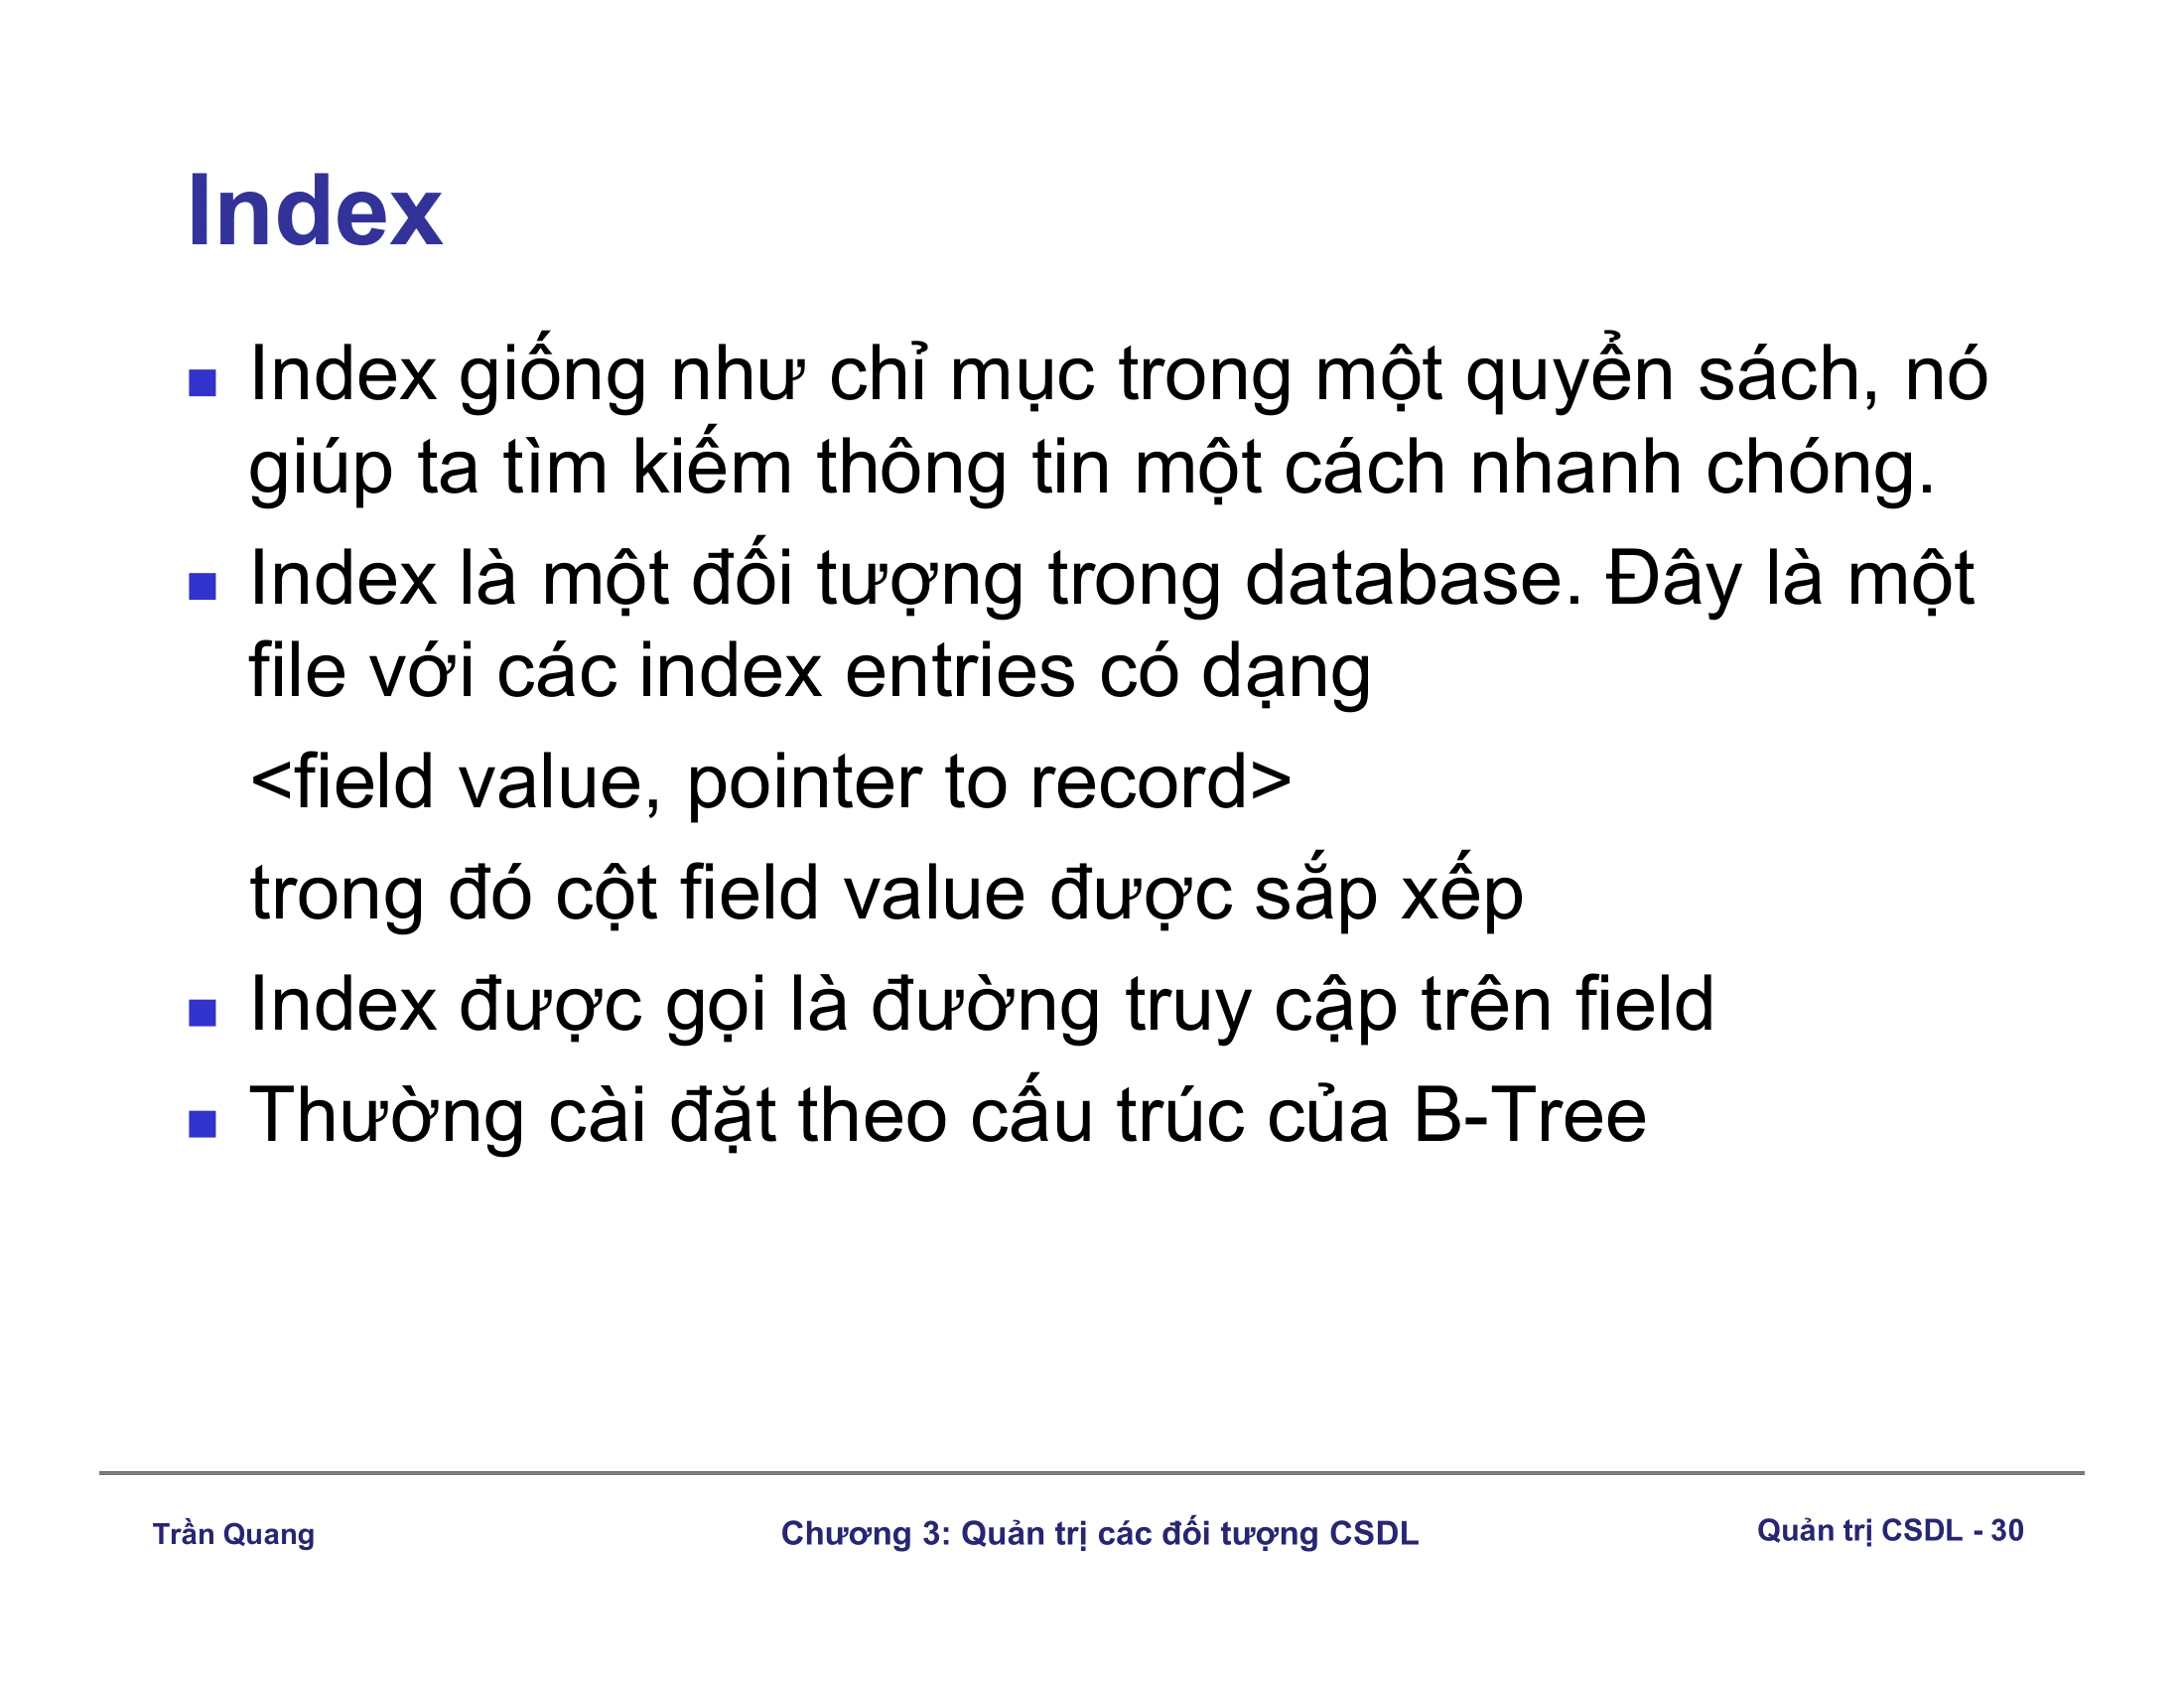 Index
Index giống như chỉ mục trong một quyển sách, nó
giúp ta tìm kiếm thông tin một cách nhanh chóng.
Index là một đối tượng trong database. Đây là một
file với các index entries có dạng
<field value, pointer to record>
trong đó cột field value được sắp xếp
Index được gọi là đường truy cập trên field
Thường cài đặt theo cấu trúc của B-Tree
Trần Quang
Chương 3: Quản trị các đối tượng CSDL
Quản trị CSDL - 30